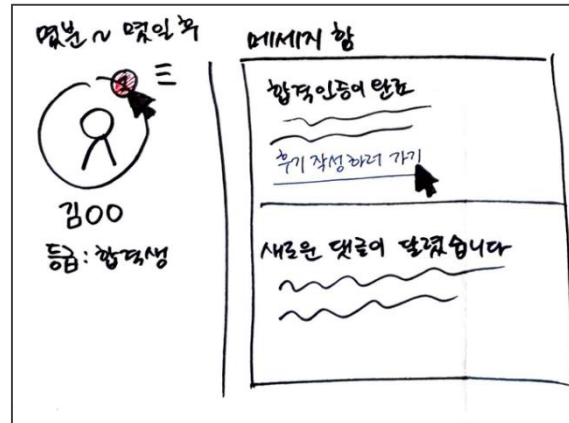 몇분 ~ 몇일 후
김OO
등급: 합격생
메세지 함
합격인증이 완료
후기 작성하러 가기
새로운 댓글이 달렸습니다